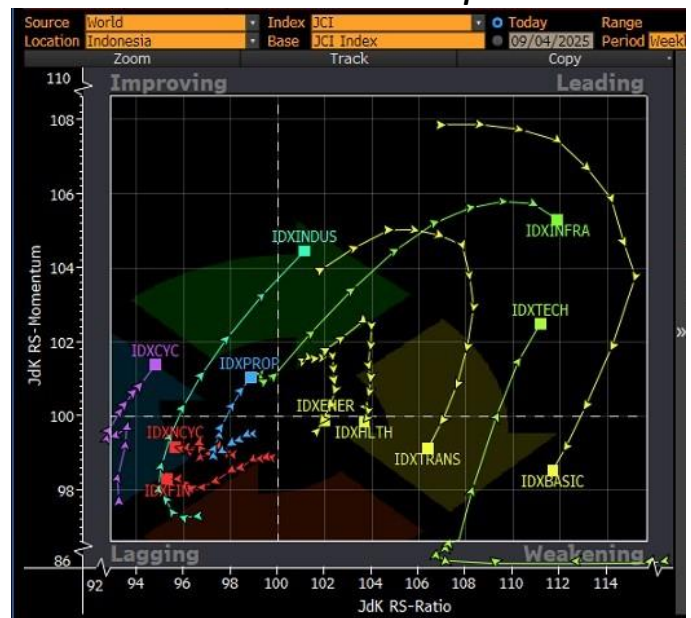 Source World Index JCI Today Range
Location Indonesia Base JCI Index 09/04/2025 Period Weekl
Zoom Track Copy
110 Improving Leading
108
106
104
102
100
98
86
JdK RS-Momentum
IDXINDUS
IDXINFRA
IDXTECH
IDXCYC
IDXPROP
IDXENER
IDXNCYC
IDXHLTH
IDXTRANS
IDXBASIC
IDXFIN
Lagging Weakening
92 94 96 98 100 102 104 106 108 110 112 114
JdK RS-Ratio
»